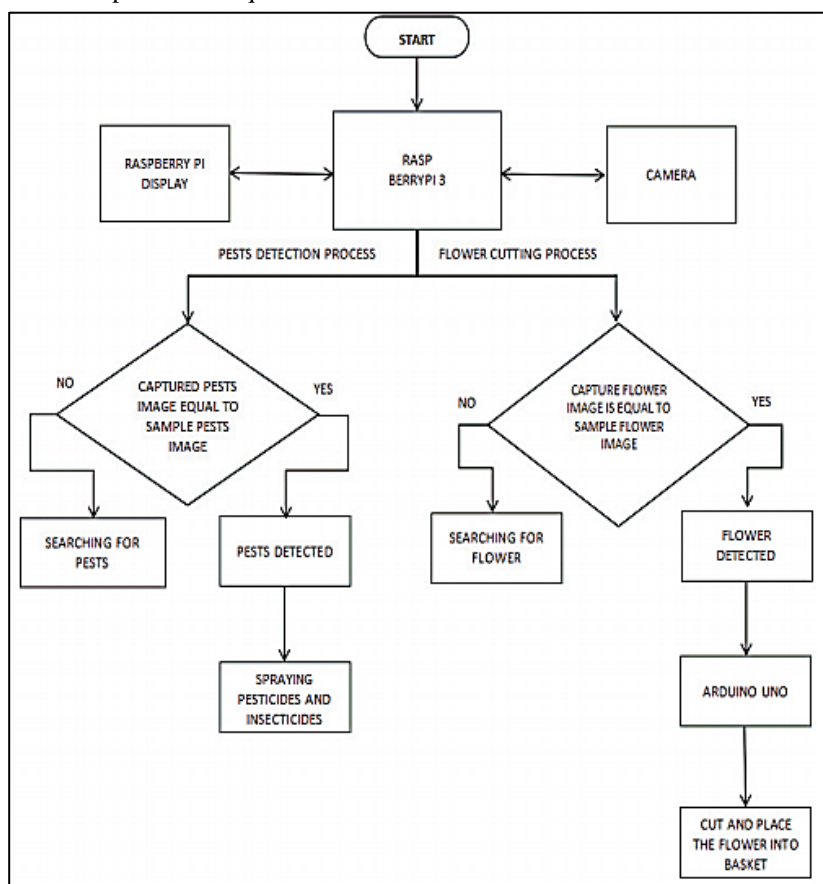 START
RASPBERRY PI
DISPLAY
RASP
BERRYPI 3
CAMERA
PESTS DETECTION PROCESS
FLOWER CUTTING PROCESS
NO
CAPTURED PESTS
IMAGE EQUAL TO
SAMPLE PESTS
IMAGE
YES
NO
CAPTURE FLOWER
IMAGE IS EQUAL TO
SAMPLE FLOWER
IMAGE
YES
SEARCHING FOR
PESTS
PESTS DETECTED
SEARCHING FOR
FLOWER
FLOWER
DETECTED
SPRAYING
PESTICIDES AND
INSECTICIDES
ARDUINO UNO
CUT AND PLACE
THE FLOWER INTO
BASKET